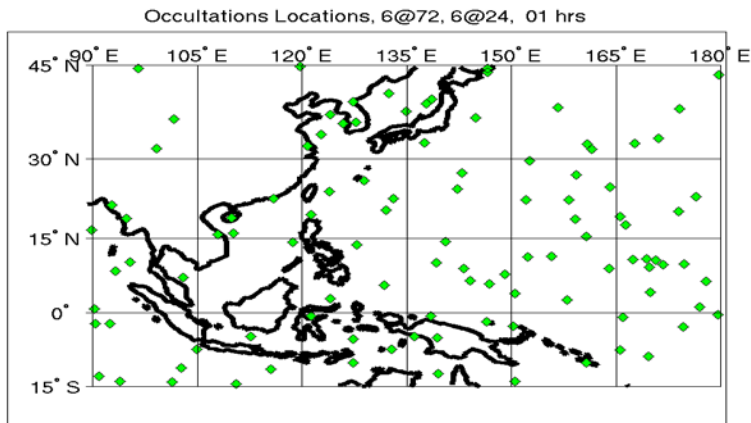 Occultations Locations, 6@72, 6@24, 01 hrs
90° E 105° 120° 135° 150° 165° 180° E
45° N
30° N
15° N
0°
15° S